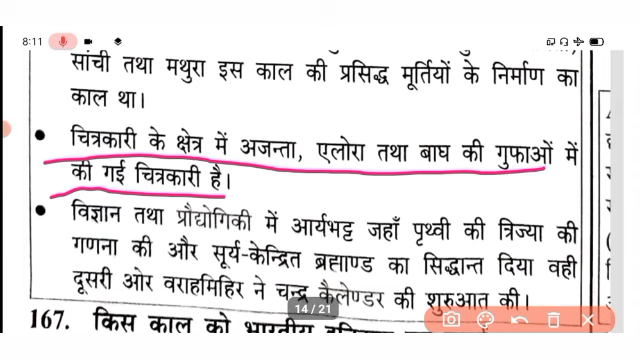 8:11
सांची तथा मथुरा इस काल की प्रसिद्ध मूर्तियों के निर्माण का
काल था।
• चित्रकारी के क्षेत्र में अजन्ता, एलोरा तथा बाघ की गुफाओं में
की गई चित्रकारी है।
• विज्ञान तथा प्रौद्योगिकी में आर्यभट्ट जहाँ पृथ्वी की त्रिज्या की
गणना की और सूर्य-केन्द्रित ब्रह्माण्ड का सिद्धान्त दिया वही
दूसरी ओर वराहमिहिर ने चन्द्र कैलेण्डर की शुरुआत की।
14/21
167. किस काल को भारतीय